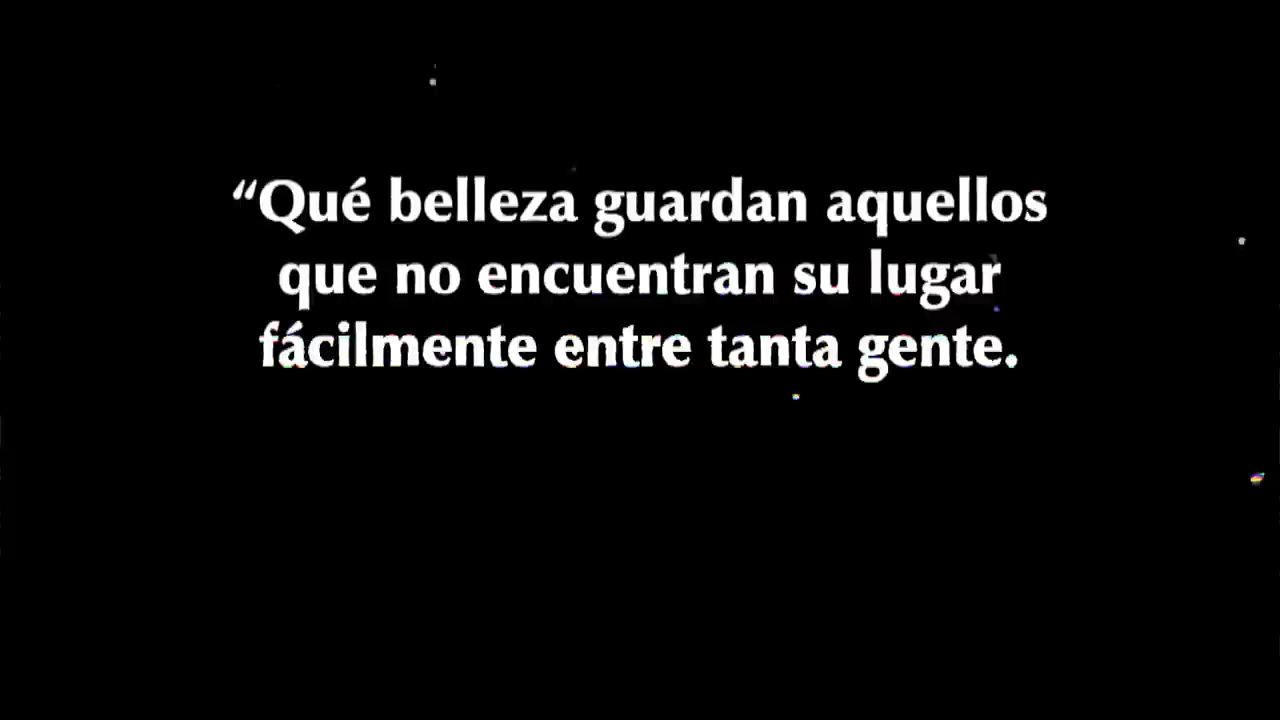 “Qué belleza guardan aquellos
que no encuentran su lugar
fácilmente entre tanta gente.